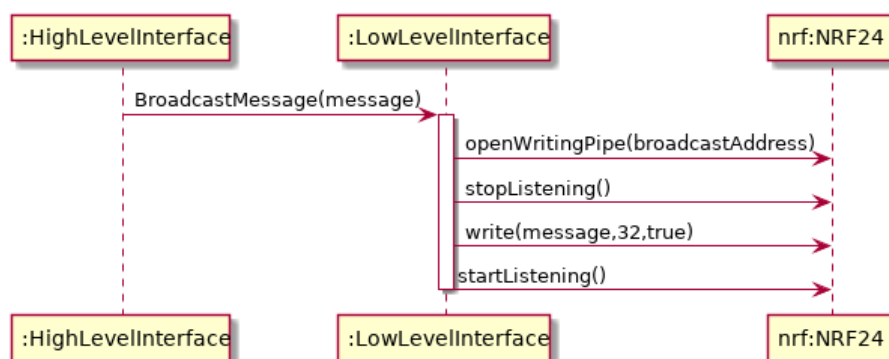 :HighLevelInterface :LowLevelInterface nrf:NRF24
BroadcastMessage(message)
openWritingPipe(broadcastAddress)
stopListening()
write(message,32,true)
startListening()
:HighLevelInterface :LowLevelInterface nrf:NRF24